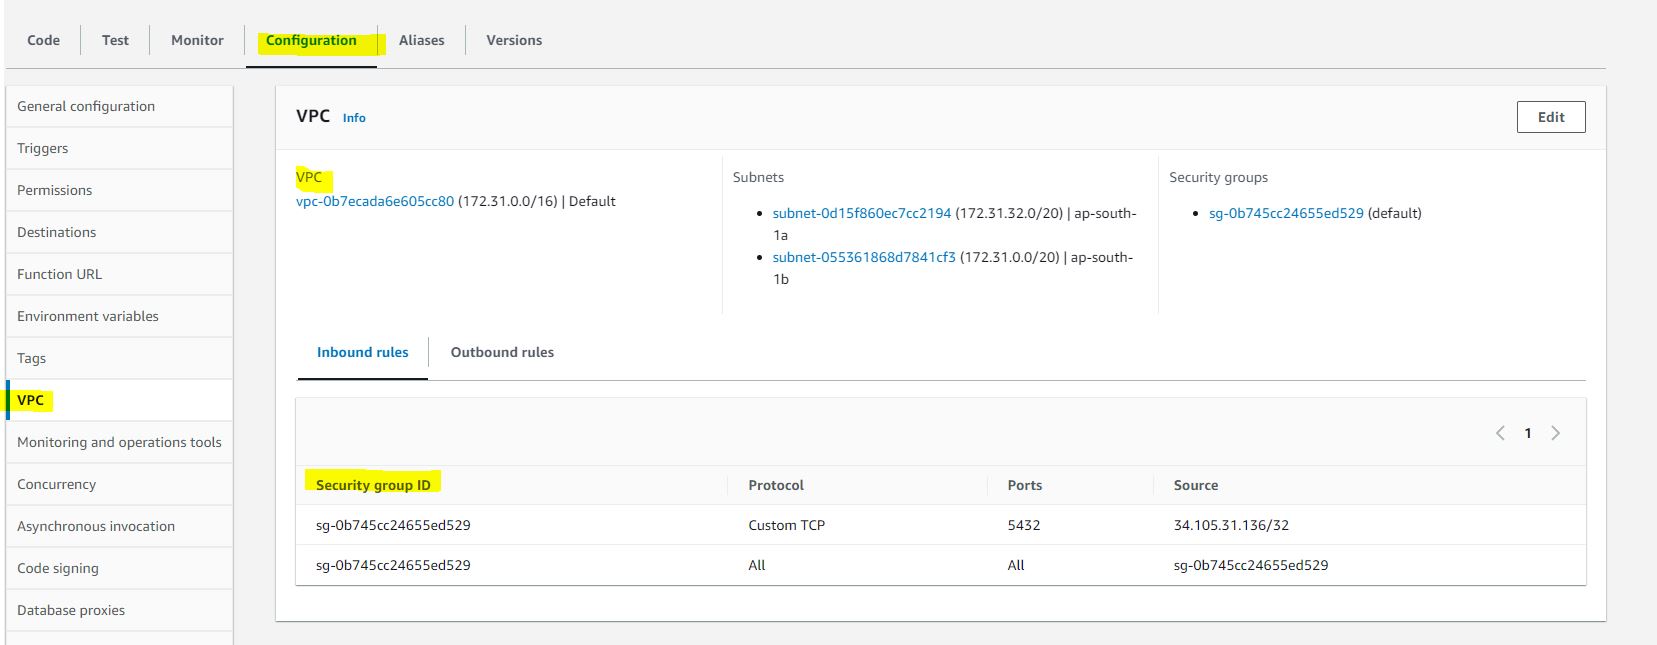 Code
Test
Monitor
Configuration
Aliases
Versions
General configuration
Triggers
Permissions
Destinations
Function URL
Environment variables
Tags
VPC
Monitoring and operations tools
Concurrency
Asynchronous invocation
Code signing
Database proxies
VPC Info
Edit
VPC
vpc-0b7ecada6e605cc80 (172.31.0.0/16) | Default
Subnets
• subnet-0d15f860ec7cc2194 (172.31.32.0/20) | ap-south-
1a
• subnet-055361868d7841cf3 (172.31.0.0/20) | ap-south-
1b
Security groups
• sg-0b745cc24655ed529 (default)
Inbound rules
Outbound rules
1
Security group ID Protocol Ports Source
sg-0b745cc24655ed529 Custom TCP 5432 34.105.31.136/32
sg-0b745cc24655ed529 All All sg-0b745cc24655ed529